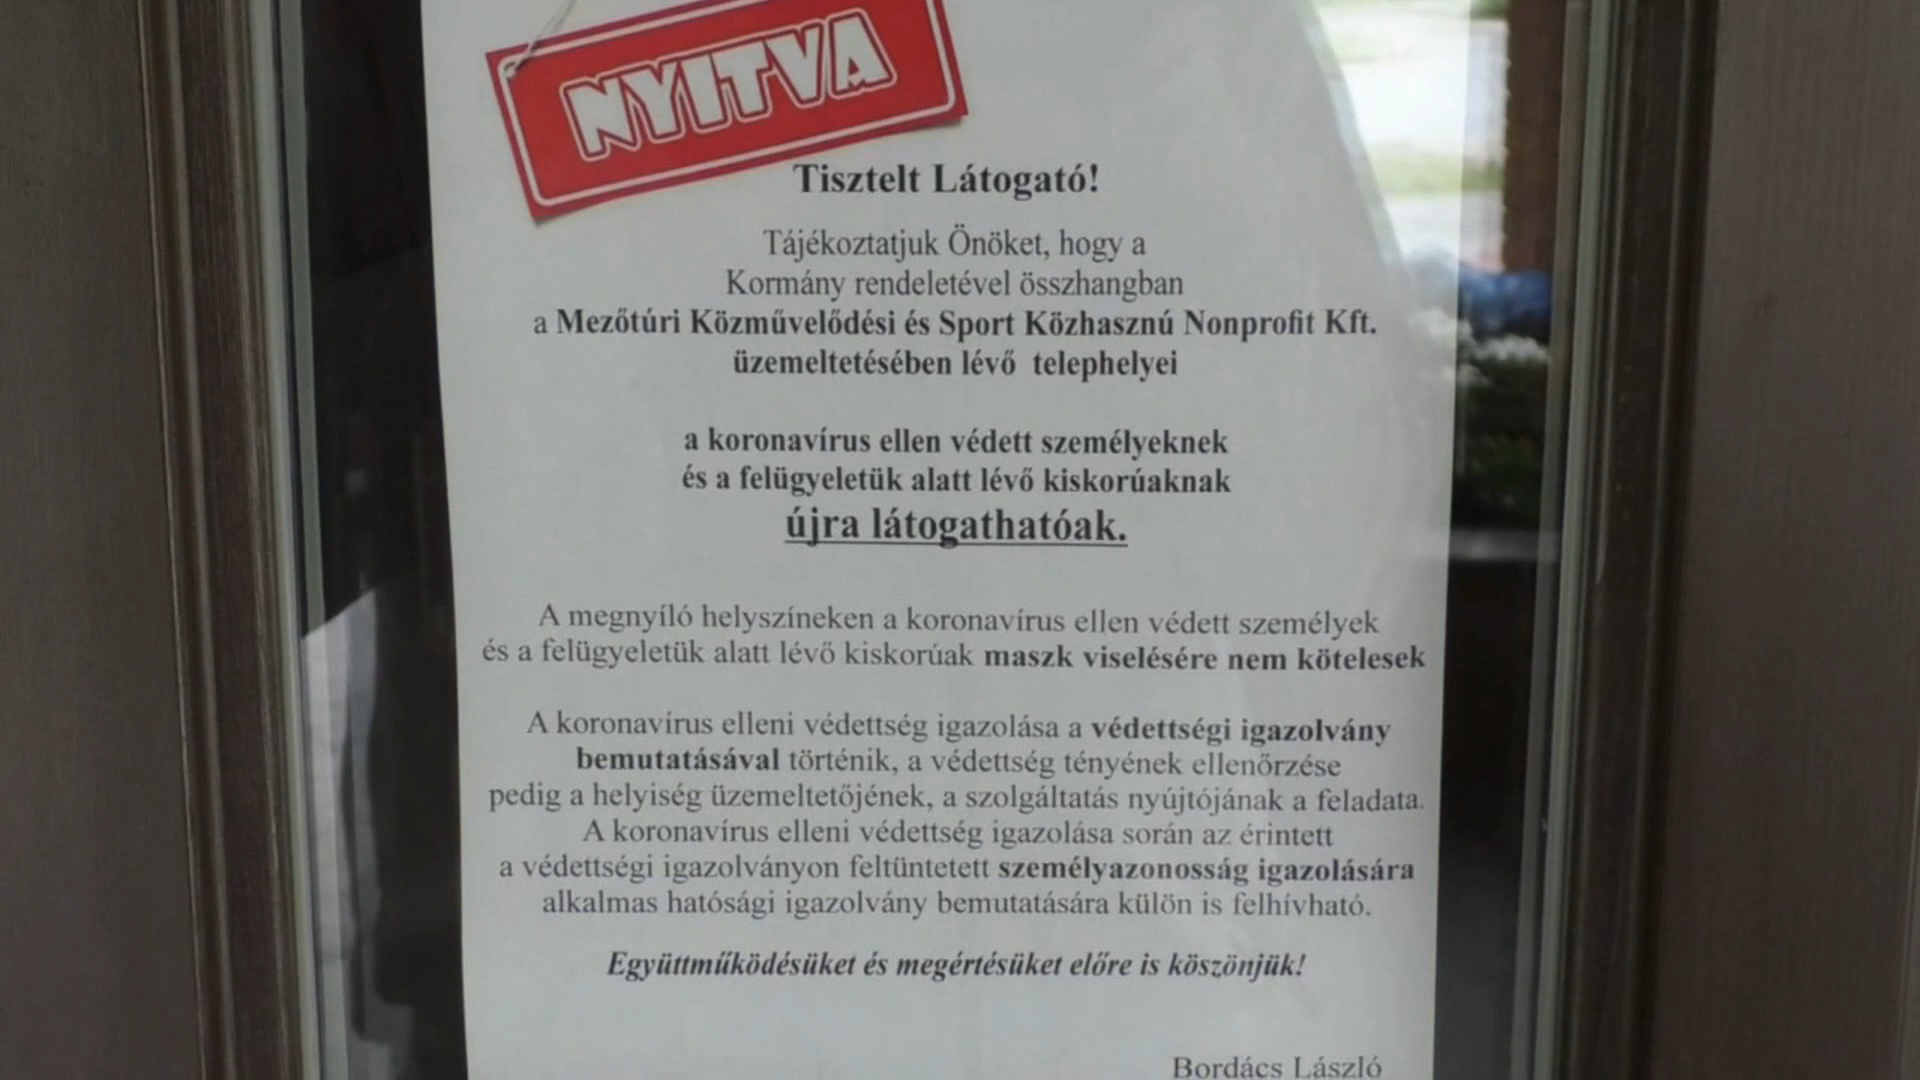 NYITVA
Tisztelt Látogató!
Tájékoztatjuk Önöket, hogy a
Kormány rendeletével összhangban
a Mezőtúri Közművelődési és Sport Közhasznú Nonprofit Kft.
üzemeltetésében lévő telephelyei
a koronavírus ellen védett személyeknek
és a felügyeletük alatt lévő kiskorúaknak
újra látogathatóak.
A megnyíló helyszíneken a koronavírus ellen védett személyek
és a felügyeletük alatt lévő kiskorúak maszk viselésére nem kötelesek
A koronavírus elleni védettség igazolása a védettségi igazolvány
bemutatásával történik, a védettség tényének ellenőrzése
pedig a helyiség üzemeltetőjének, a szolgáltatás nyújtójának a feladata.
A koronavírus elleni védettség igazolása során az érintett
a védettségi igazolványon feltüntetett személyazonosság igazolására
alkalmas hatósági igazolvány bemutatására külön is felhívható.
Együttműködésüket és megértésüket előre is köszönjük!
Bordács László